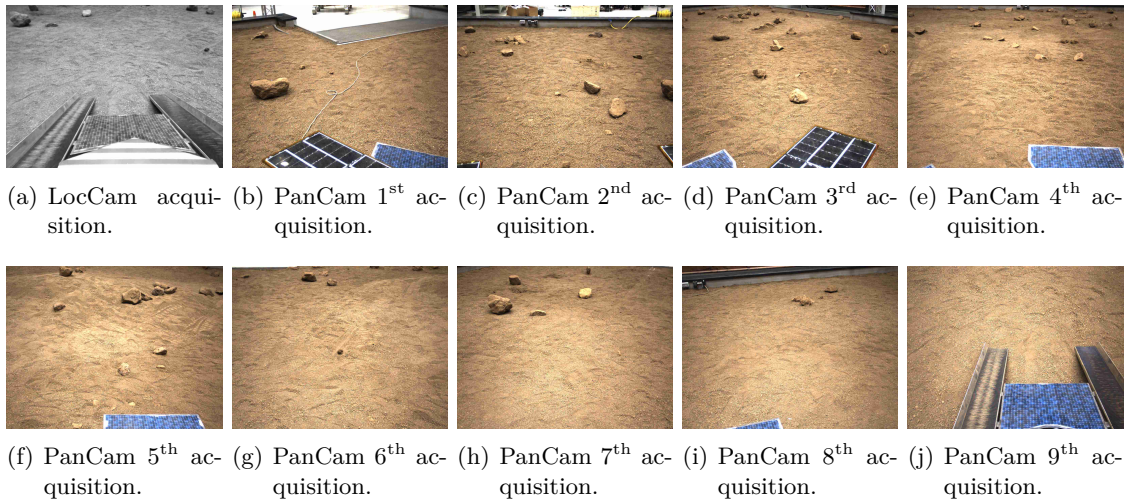 (a) LocCam acqui-
sition.
(b) PanCam 1st ac-
quisition.
(c) PanCam 2nd ac-
quisition.
(d) PanCam 3rd ac-
quisition.
(e) PanCam 4th ac-
quisition.
(f) PanCam 5th ac-
quisition.
(g) PanCam 6th ac-
quisition.
(h) PanCam 7th ac-
quisition.
(i) PanCam 8th ac-
quisition.
(j) PanCam 9th ac-
quisition.